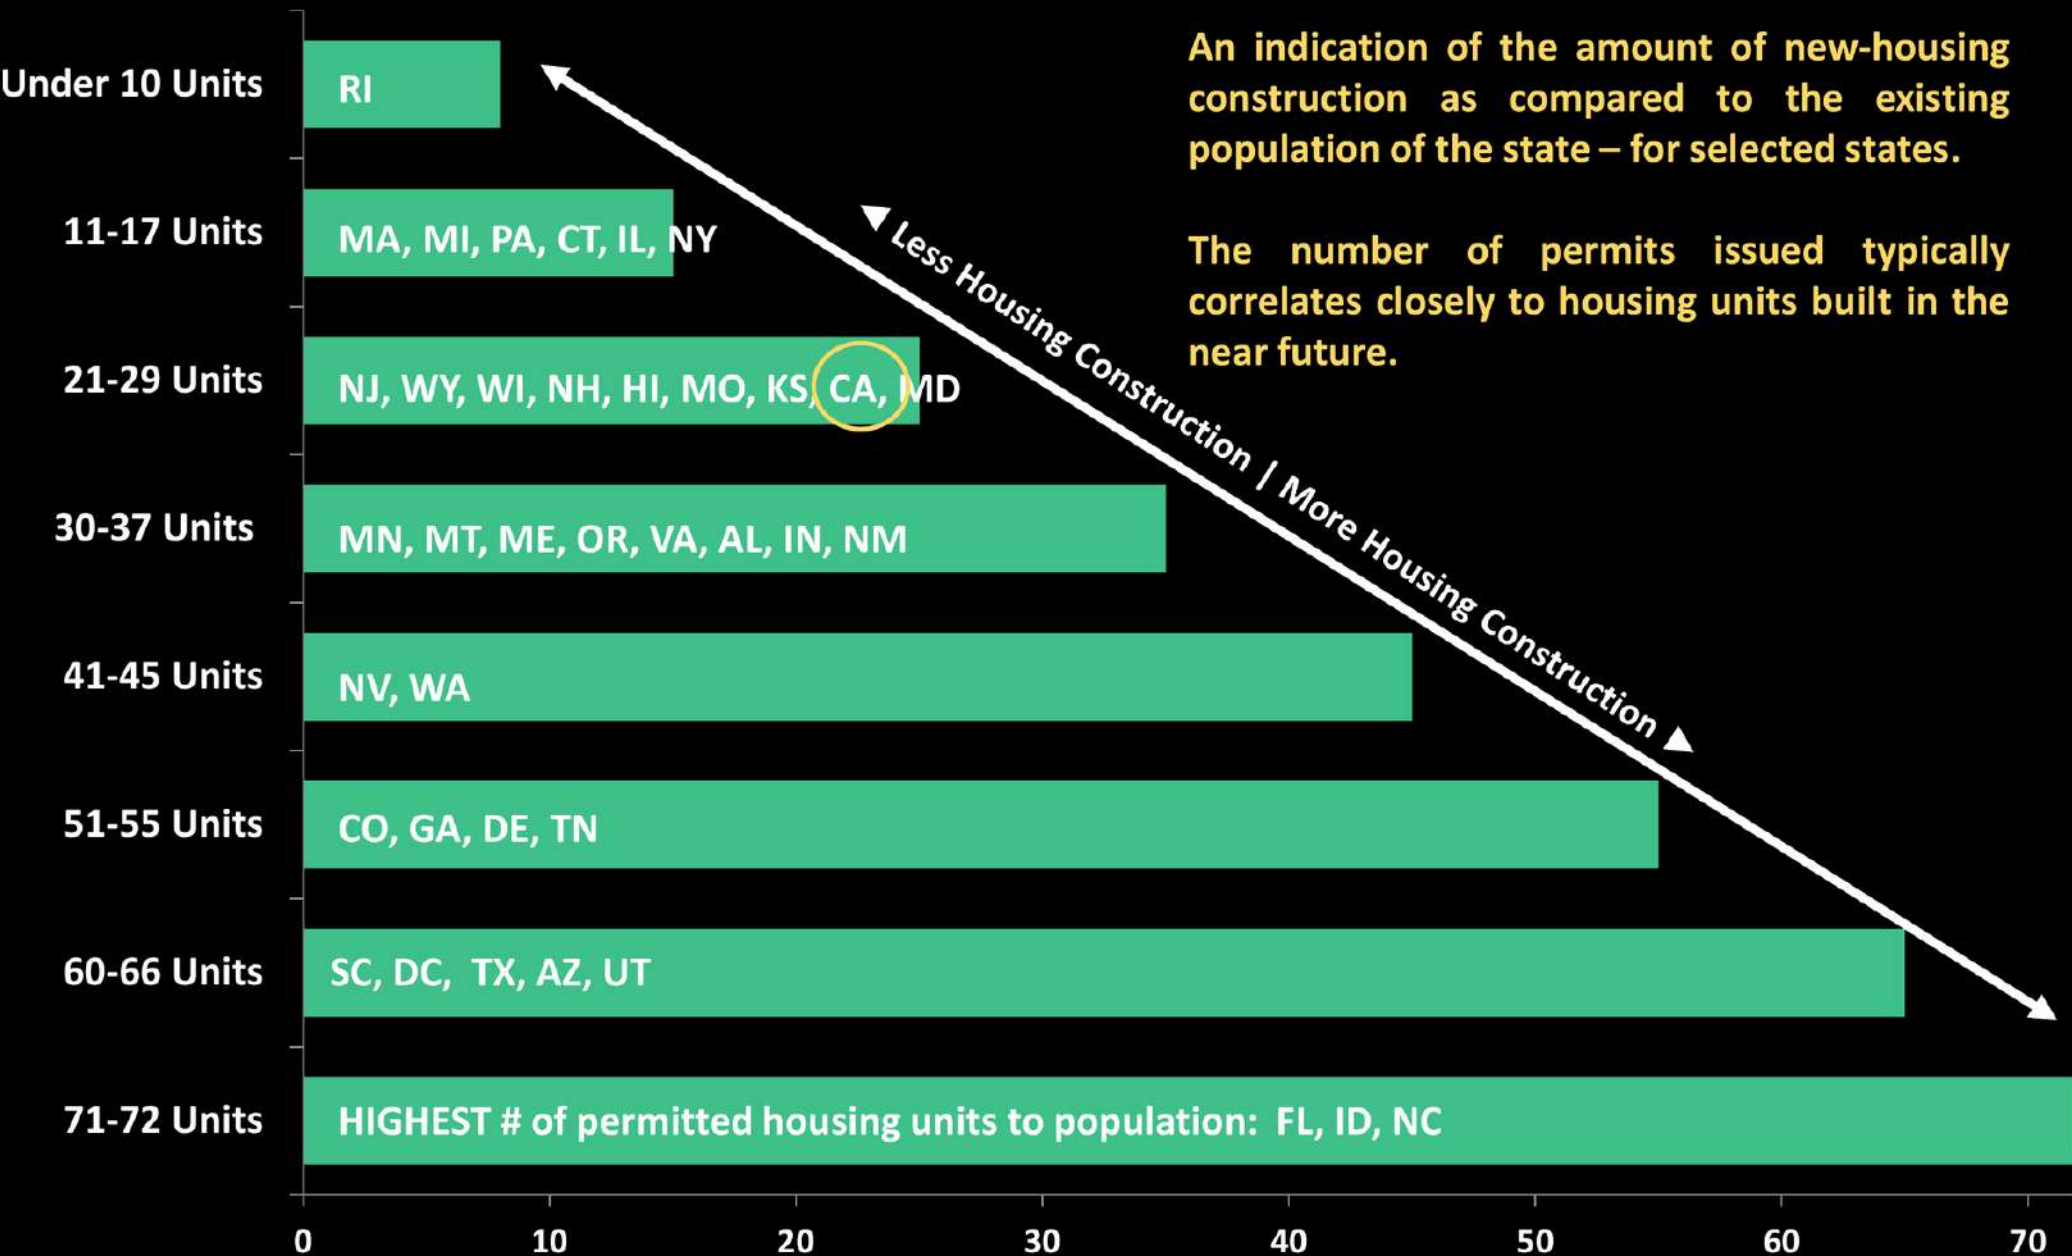 An indication of the amount of new-housing
construction as compared to the existing
population of the state – for selected states.
The number of permits issued typically
correlates closely to housing units built in the
near future.
Under 10 Units
RI
11-17 Units
MA, MI, PA, CT, IL, NY
21-29 Units
NJ, WY, WI, NH, HI, MO, KS, CA, MD
30-37 Units
MN, MT, ME, OR, VA, AL, IN, NM
41-45 Units
NV, WA
51-55 Units
CO, GA, DE, TN
60-66 Units
SC, DC, TX, AZ, UT
71-72 Units
HIGHEST # of permitted housing units to population: FL, ID, NC
◄ Less Housing Construction | More Housing Construction ►
0 10 20 30 40 50 60 70